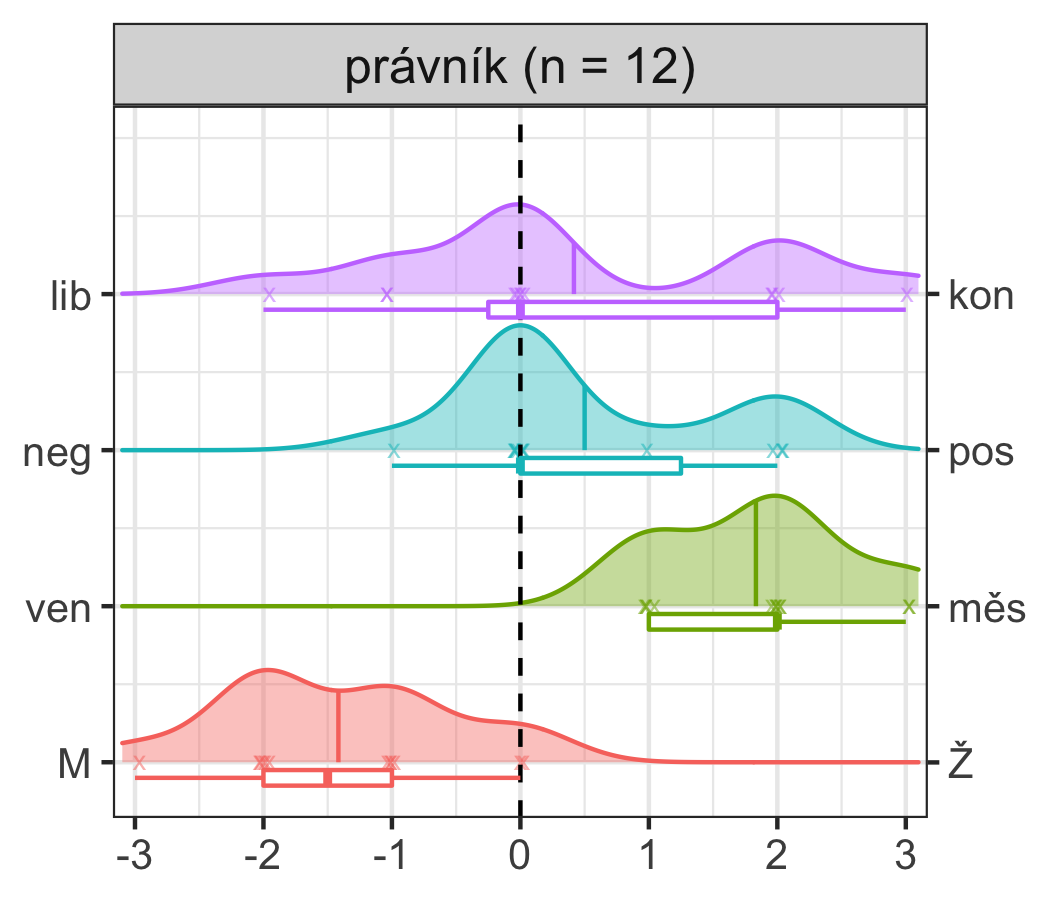 právník (n = 12)
lib kon
neg pos
ven měs
M Ž
-3 -2 -1 0 1 2 3